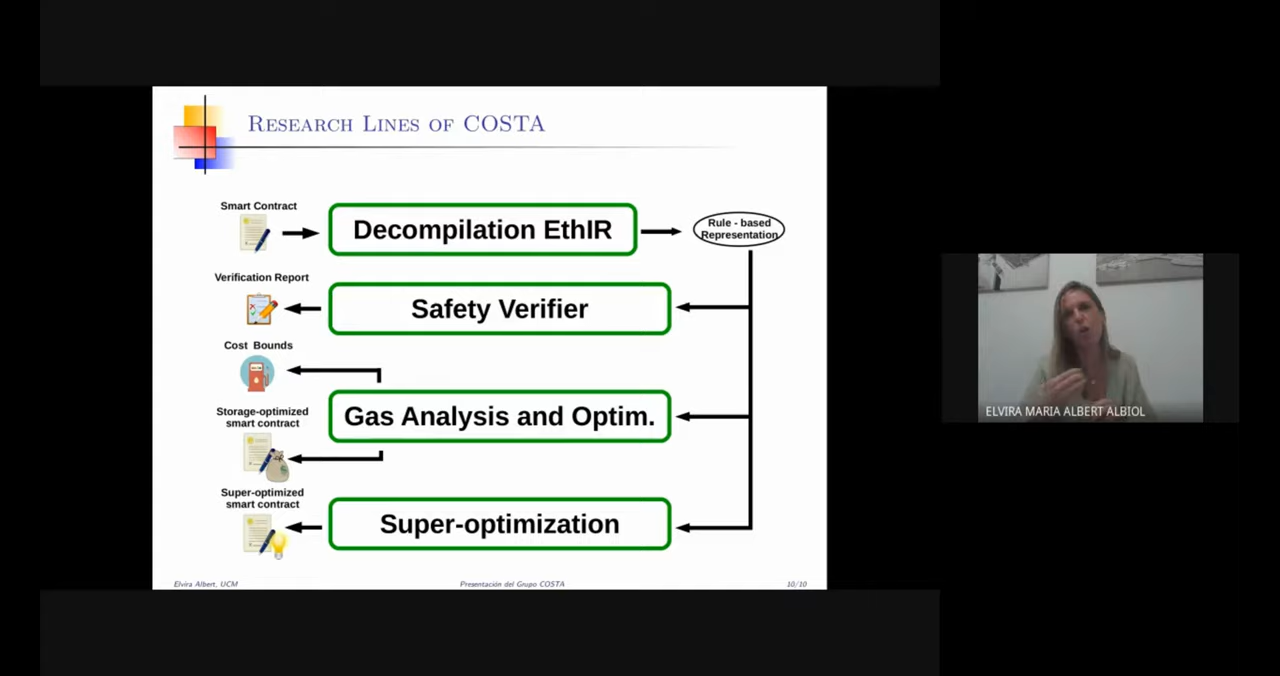 RESEARCH LINES OF COSTA
Smart Contract
Decompilation EthIR
Rule - based
Representation
Verification Report
Safety Verifier
Cost Bounds
Gas Analysis and Optim.
Storage-optimized
smart contract
Super-optimized
smart contract
Super-optimization
Elvira Albert, UCM
Presentación del Grupo COSTA
10/10
ELVIRA MARIA ALBERT ALBIOL